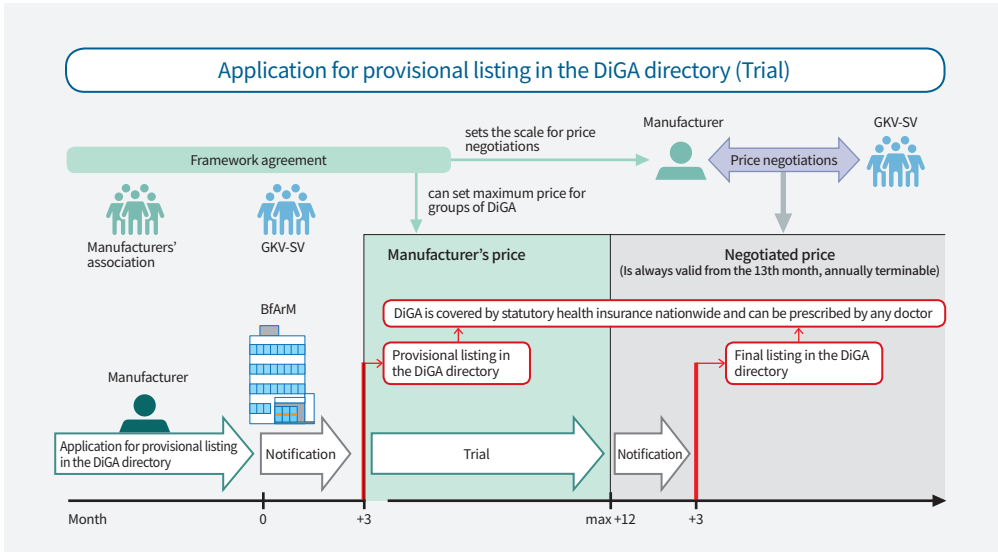 Application for provisional listing in the DiGA directory (Trial)
sets the scale for price
negotiations
Manufacturer
GKV-SV
Framework agreement
Price negotiations
can set maximum price for
groups of DiGA
Manufacturers’
association
GKV-SV
Manufacturer’s price
Negotiated price
(Is always valid from the 13th month, annually terminable)
BfArM
DiGA is covered by statutory health insurance nationwide and can be prescribed by any doctor
Provisional listing in
the DiGA directory
Final listing in the DiGA
directory
Manufacturer
Application for provisional listing
in the DiGA directory
Notification
Trial
Notification
Month
0
+3
max +12
+3